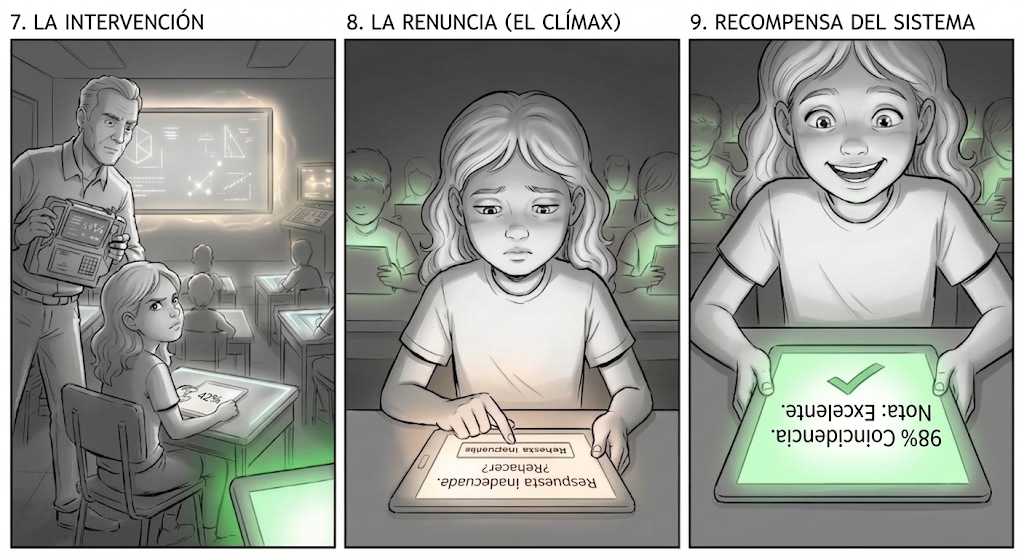 7. LA INTERVENCIÓN
42%
8. LA RENUNCIA (EL CLÍMAX)
Respuesta inadecuada.
¿Rehacer?
9. RECOMPENSA DEL SISTEMA
98% Coincidencia.
Nota: Excelente.